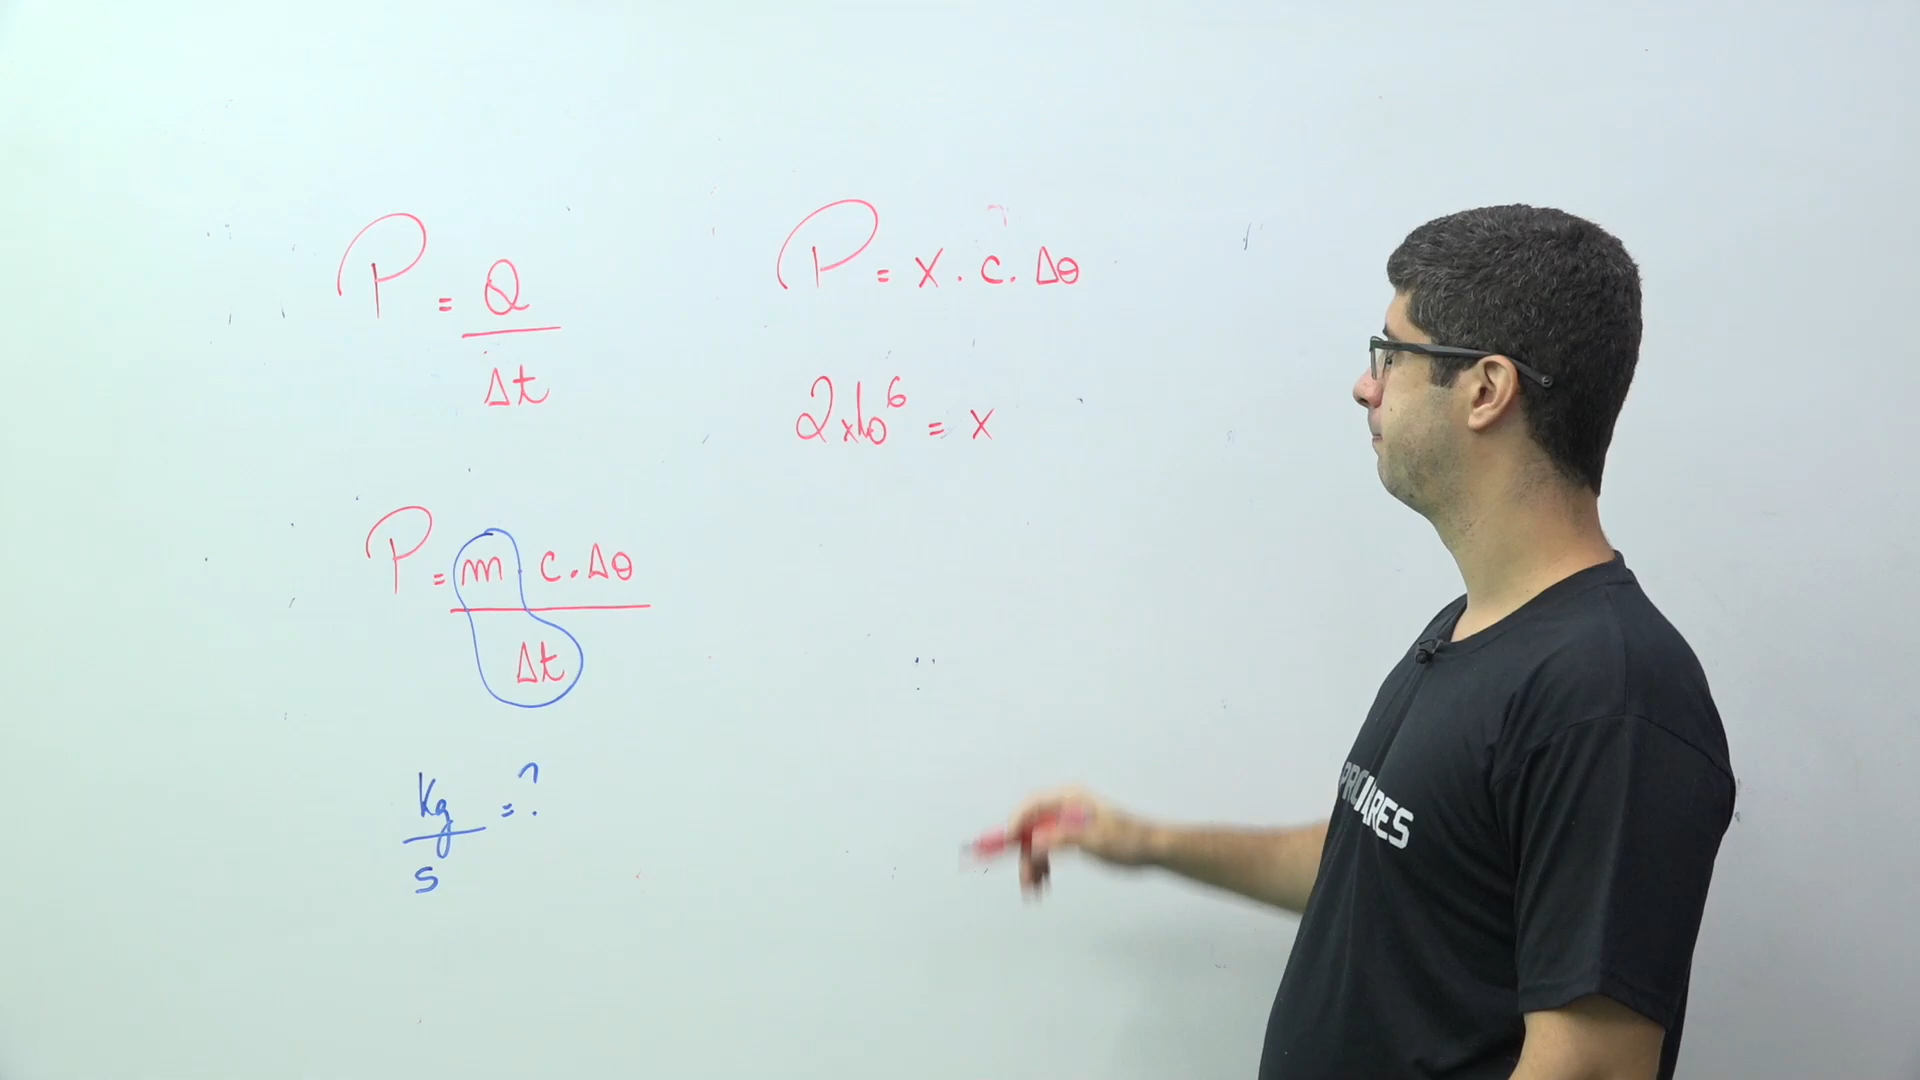 P = Q / Δt
P = m c . Δθ / Δt
Kg / s = ?
P = x . c . Δθ
2x10⁶ = x